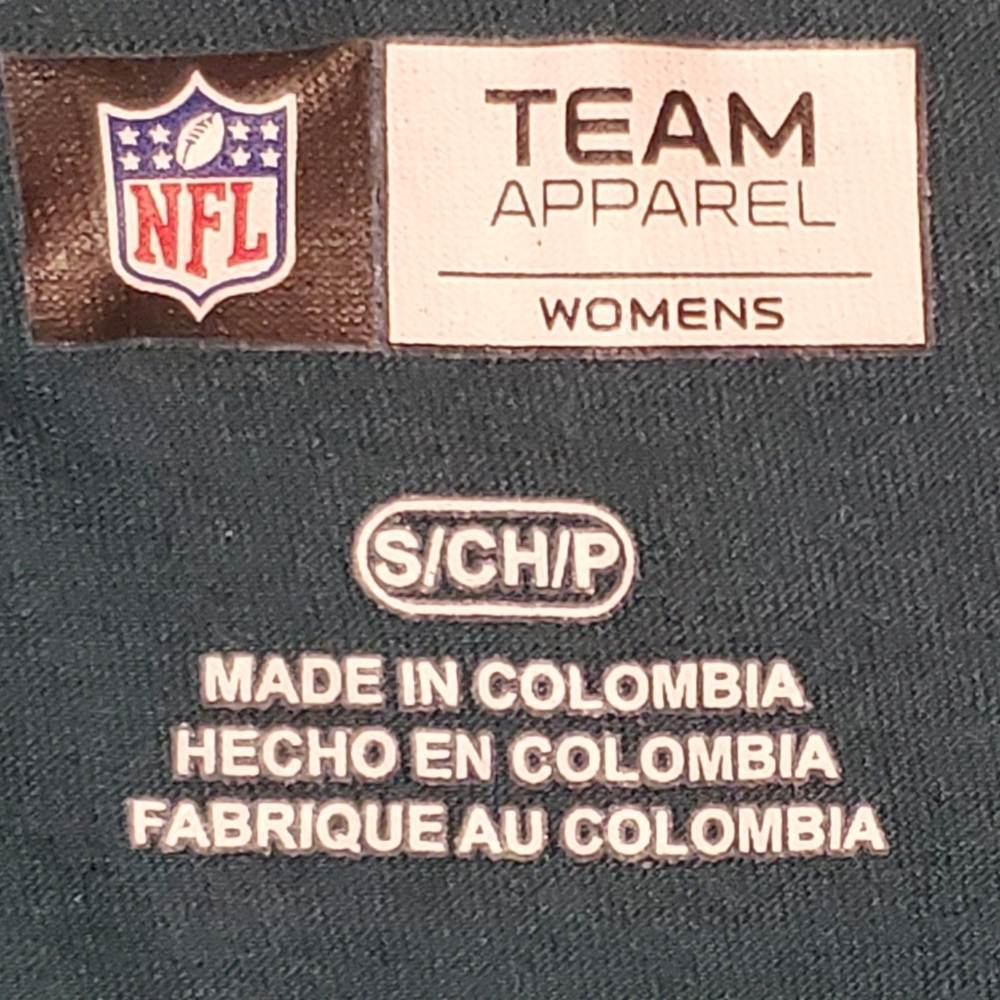 NFL
TEAM
APPAREL
WOMENS
S/CH/P
MADE IN COLOMBIA
HECHO EN COLOMBIA
FABRIQUE AU COLOMBIA